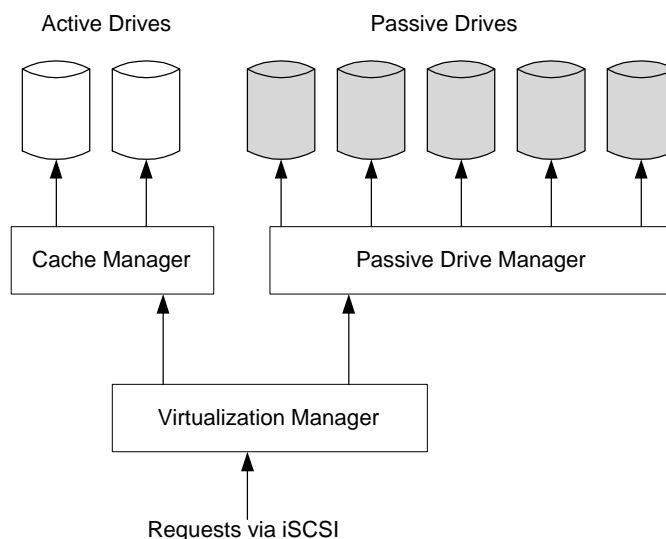 Active Drives
Passive Drives
Cache Manager
Passive Drive Manager
Virtualization Manager
Requests via iSCSI